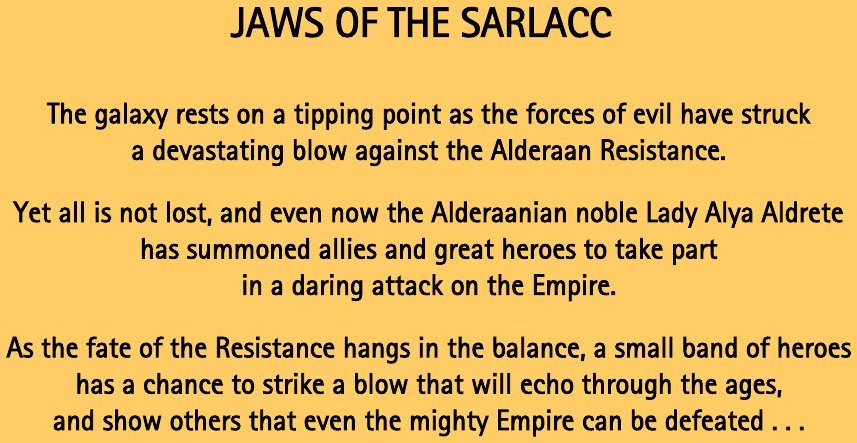 JAWS OF THE SARLACC
The galaxy rests on a tipping point as the forces of evil have struck
a devastating blow against the Alderaan Resistance.
Yet all is not lost, and even now the Alderaanian noble Lady Alya Aldrete
has summoned allies and great heroes to take part
in a daring attack on the Empire.
As the fate of the Resistance hangs in the balance, a small band of heroes
has a chance to strike a blow that will echo through the ages,
and show others that even the mighty Empire can be defeated . . .